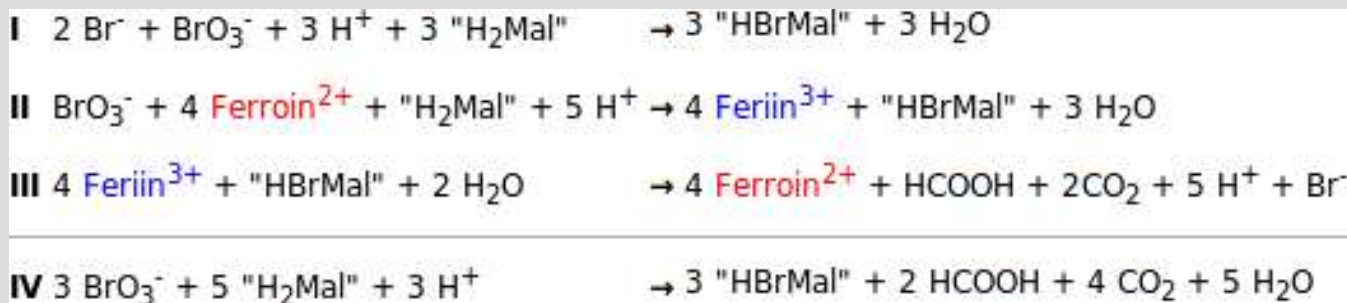 I 2 Br⁻ + BrO₃⁻ + 3 H⁺ + 3 "H₂Mal" → 3 "HBrMal" + 3 H₂O
II BrO₃⁻ + 4 Ferroin²⁺ + "H₂Mal" + 5 H⁺ → 4 Feriin³⁺ + "HBrMal" + 3 H₂O
III 4 Feriin³⁺ + "HBrMal" + 2 H₂O → 4 Ferroin²⁺ + HCOOH + 2CO₂ + 5 H⁺ + Br⁻
IV 3 BrO₃⁻ + 5 "H₂Mal" + 3 H⁺ → 3 "HBrMal" + 2 HCOOH + 4 CO₂ + 5 H₂O